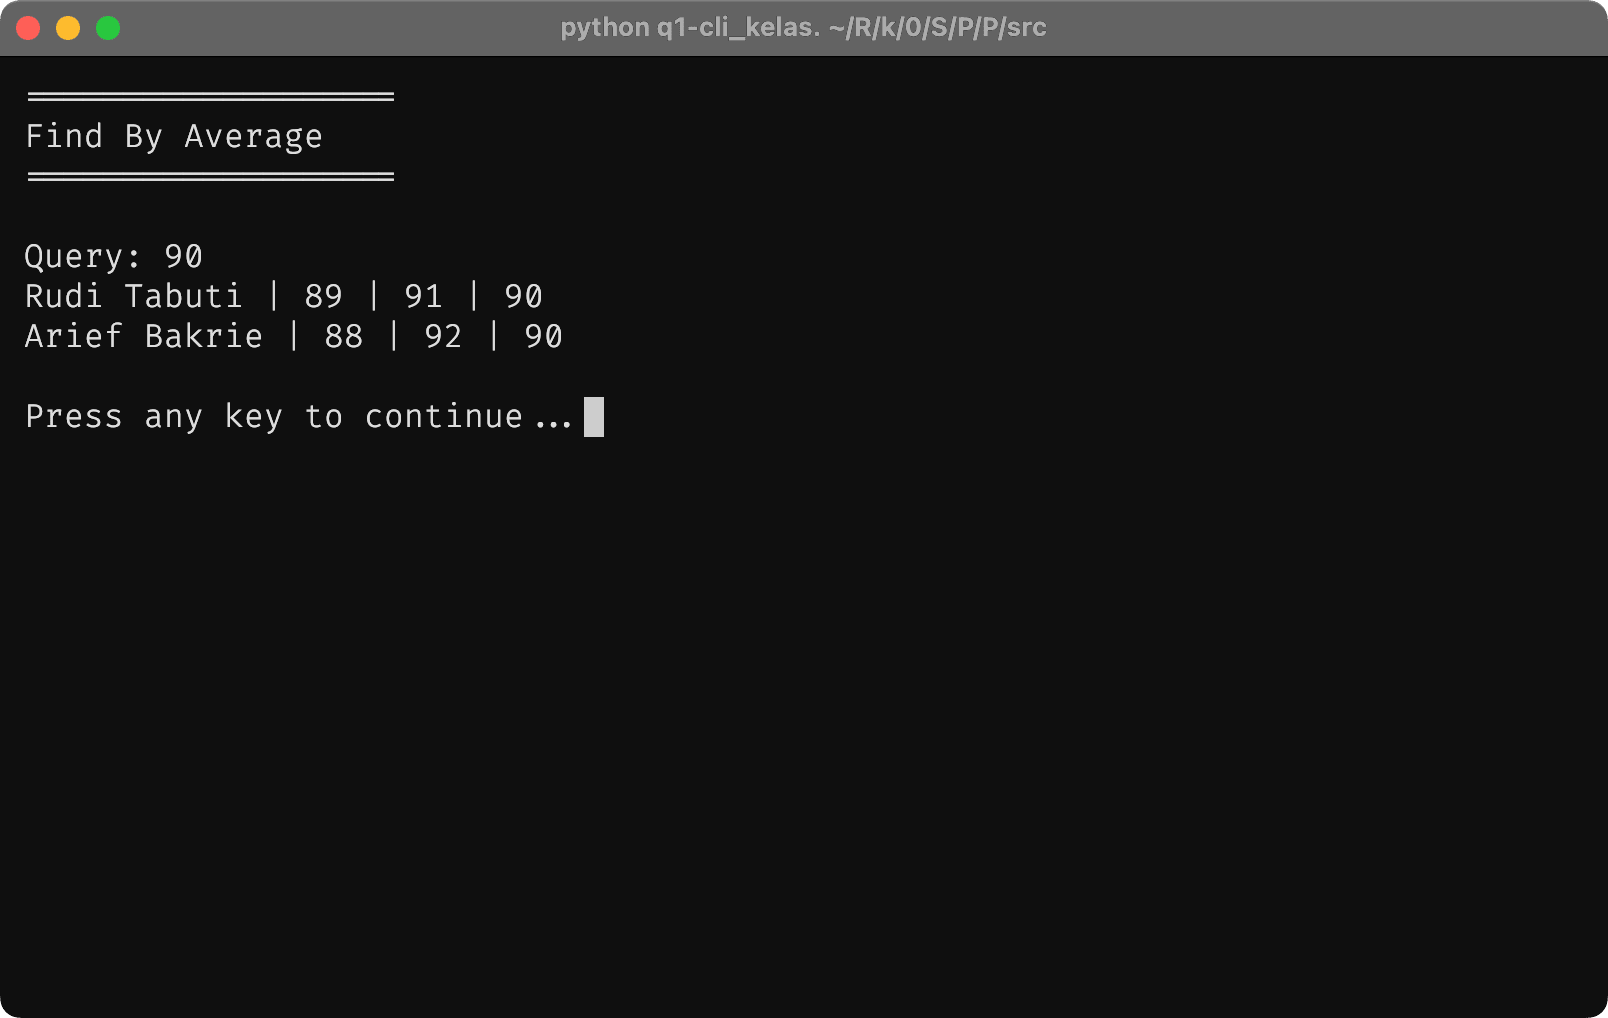 python q1-cli_kelas. ~/R/k/0/S/P/P/src
===================
Find By Average
===================
Query: 90
Rudi Tabuti | 89 | 91 | 90
Arief Bakrie | 88 | 92 | 90
Press any key to continue...